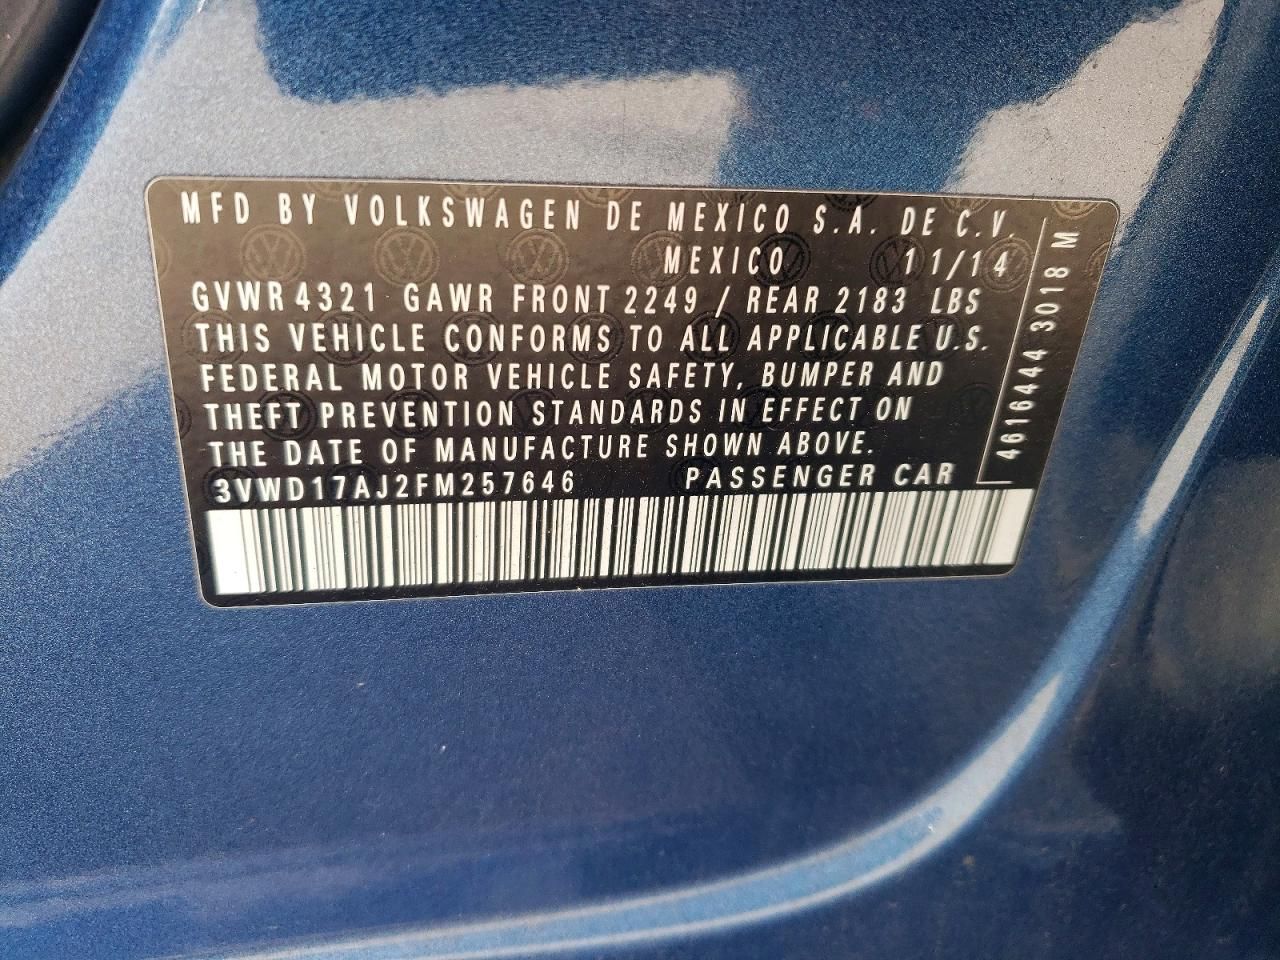 MFD BY VOLKSWAGEN DE MEXICO S.A. DE C.V.
MEXICO 11/14
GVWR 4321 GAWR FRONT 2249 / REAR 2183 LBS
THIS VEHICLE CONFORMS TO ALL APPLICABLE U.S.
FEDERAL MOTOR VEHICLE SAFETY, BUMPER AND
THEFT PREVENTION STANDARDS IN EFFECT ON
THE DATE OF MANUFACTURE SHOWN ABOVE.
3VWD17AJ2FM257646 PASSENGER CAR
4616444 3018 M